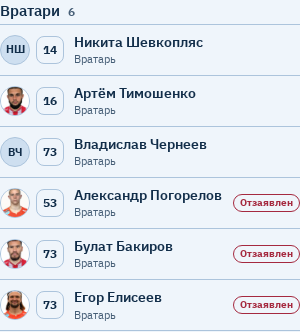 Вратари 6
НШ 14 Никита Шевкопляс
Вратарь
16 Артём Тимошенко
Вратарь
ВЧ 73 Владислав Чернеев
Вратарь
53 Александр Погорелов Отзаявлен
Вратарь
73 Булат Бакиров Отзаявлен
Вратарь
73 Егор Елисеев Отзаявлен
Вратарь